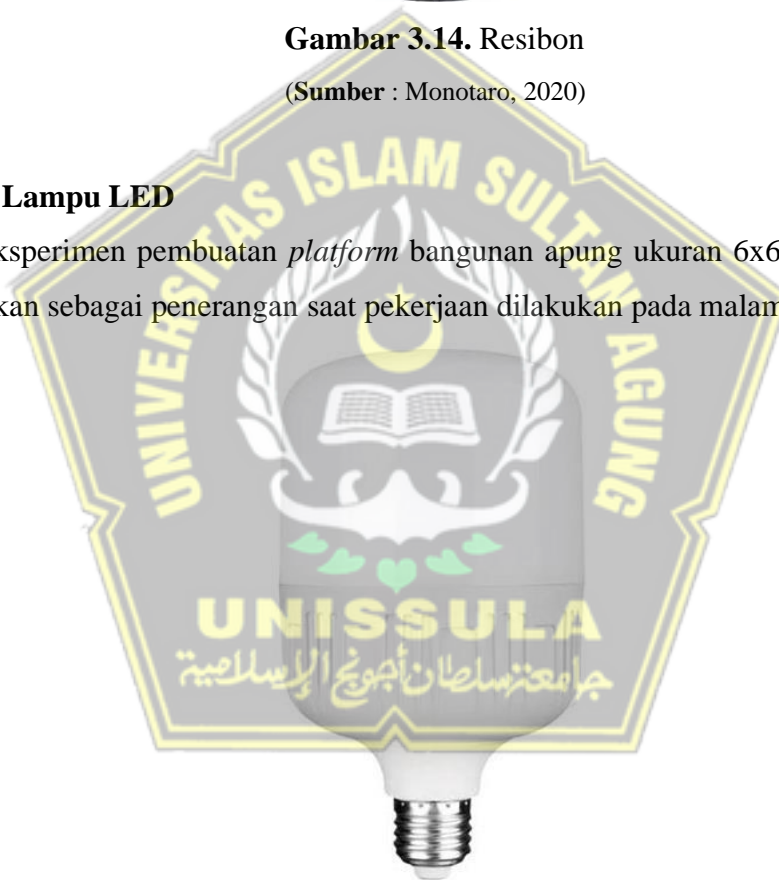 Gambar 3.14. Resibon
(Sumber : Monotaro, 2020)
Lampu LED
ksperimen pembuatan platform bangunan apung ukuran 6x6
kan sebagai penerangan saat pekerjaan dilakukan pada malam
UNIVERSITAS ISLAM SULTAN AGUNG
UNISSULA
جامعة سلطان أجونج الإسلامية